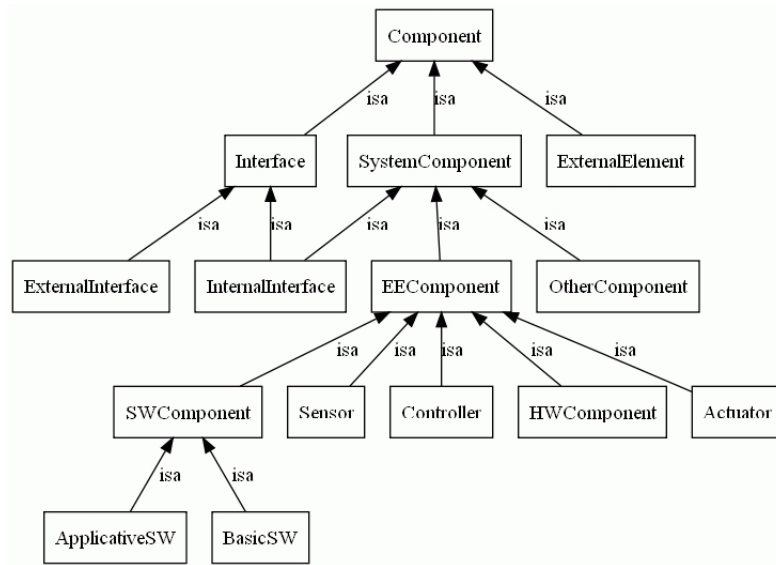 Component
isa isa isa
Interface SystemComponent ExternalElement
isa isa isa isa isa
ExternalInterface InternalInterface EEComponent OtherComponent
isa isa isa isa isa
SWComponent Sensor Controller HWComponent Actuator
isa isa
ApplicativeSW BasicSW